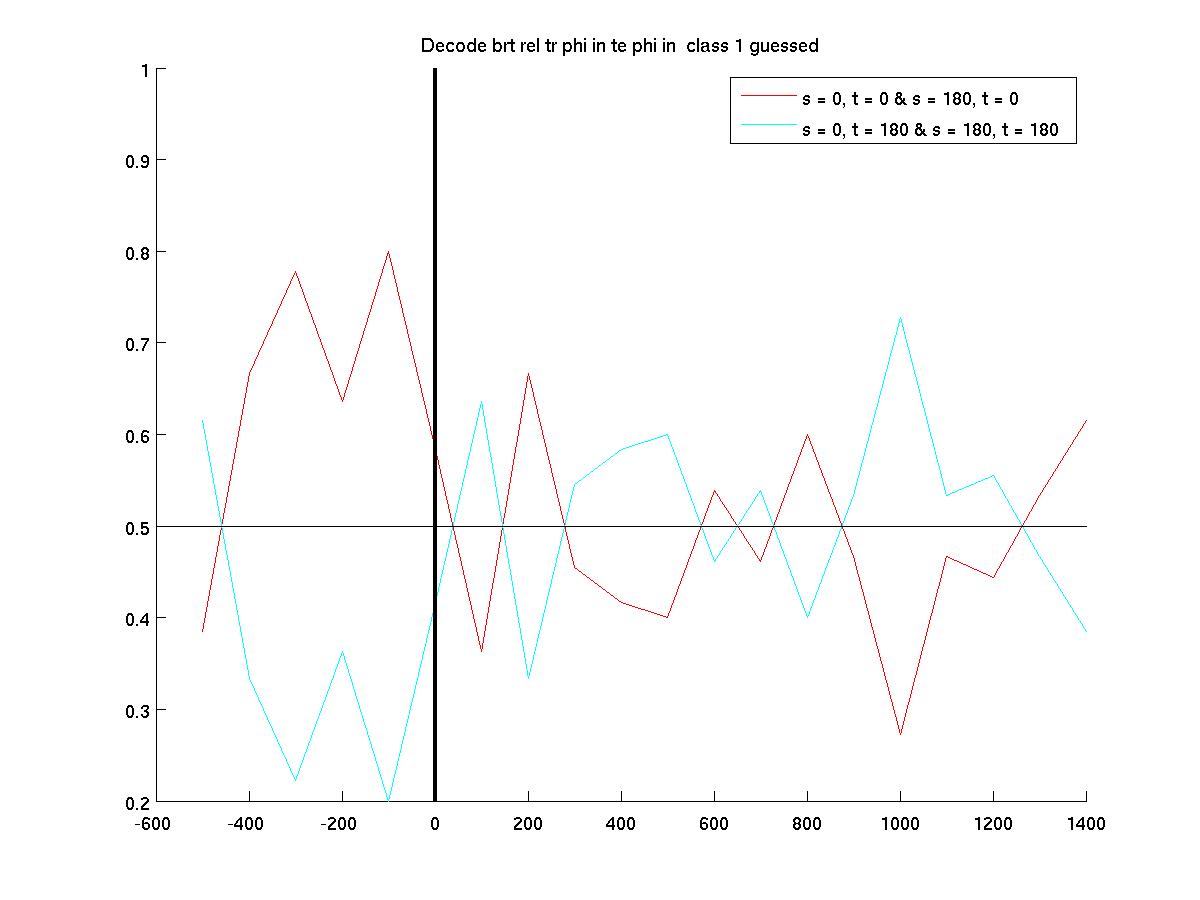 Decode brt rel tr phi in te phi in  class 1 guessed
s = 0, t = 0 & s = 180, t = 0
s = 0, t = 180 & s = 180, t = 180
1
0.9
0.8
0.7
0.6
0.5
0.4
0.3
0.2
-600 -400 -200 0 200 400 600 800 1000 1200 1400